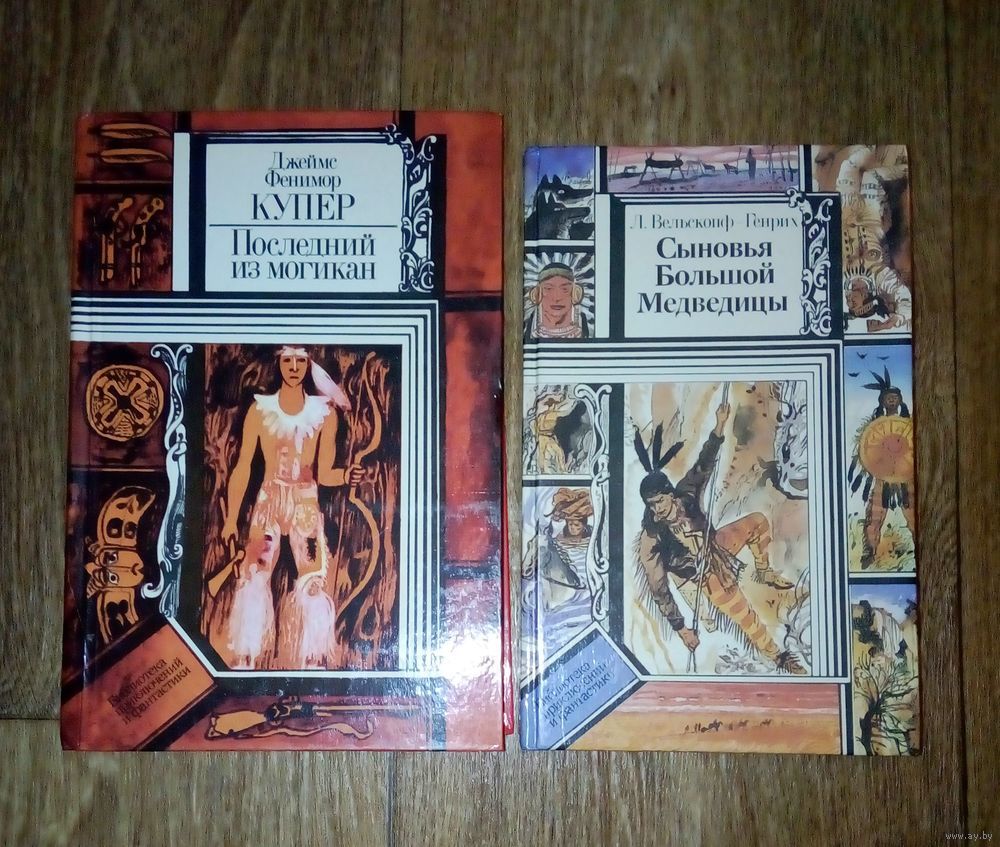 Джеймс
Фенимор
КУПЕР
Последний
из могикан
Библиотека
приключений
и фантастики
Л. Вельскопф Генрих
Сыновья
Большой
Медведицы
Библиотека
приключений
и фантастики
www.ay.by